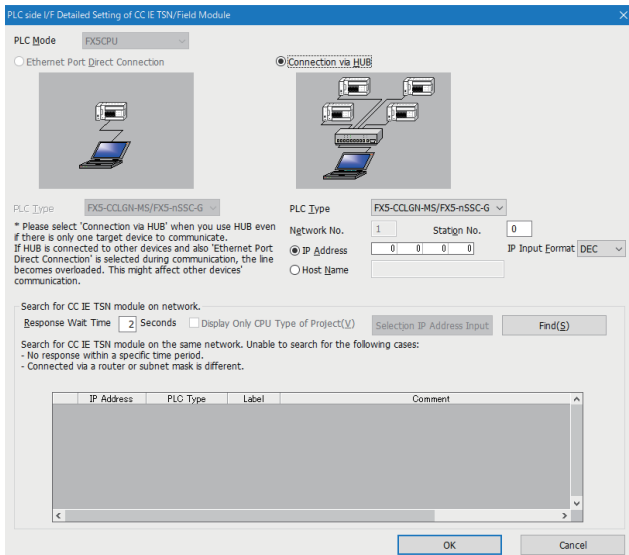 PLC side I/F Detailed Setting of CC IE TSN/Field Module
PLC Mode FX5CPU
Ethernet Port Direct Connection
Connection via HUB
PLC Type FX5-CCLGN-MS/FX5-nSSC-G
* Please select 'Connection via HUB' when you use HUB even
if there is only one target device to communicate.
If HUB is connected to other devices and also 'Ethernet Port
Direct Connection' is selected during communication, the line
becomes overloaded. This might affect other devices'
communication.
PLC Type FX5-CCLGN-MS/FX5-nSSC-G
Network No. 1 Station No. 0
IP Address 0 0 0 0 IP Input Format DEC
Host Name
Search for CC IE TSN module on network.
Response Wait Time 2 Seconds Display Only CPU Type of Project(V) Selection IP Address Input Find(S)
Search for CC IE TSN module on the same network. Unable to search for the following cases:
- No response within a specific time period.
- Connected via a router or subnet mask is different.
IP Address PLC Type Label Comment
OK Cancel